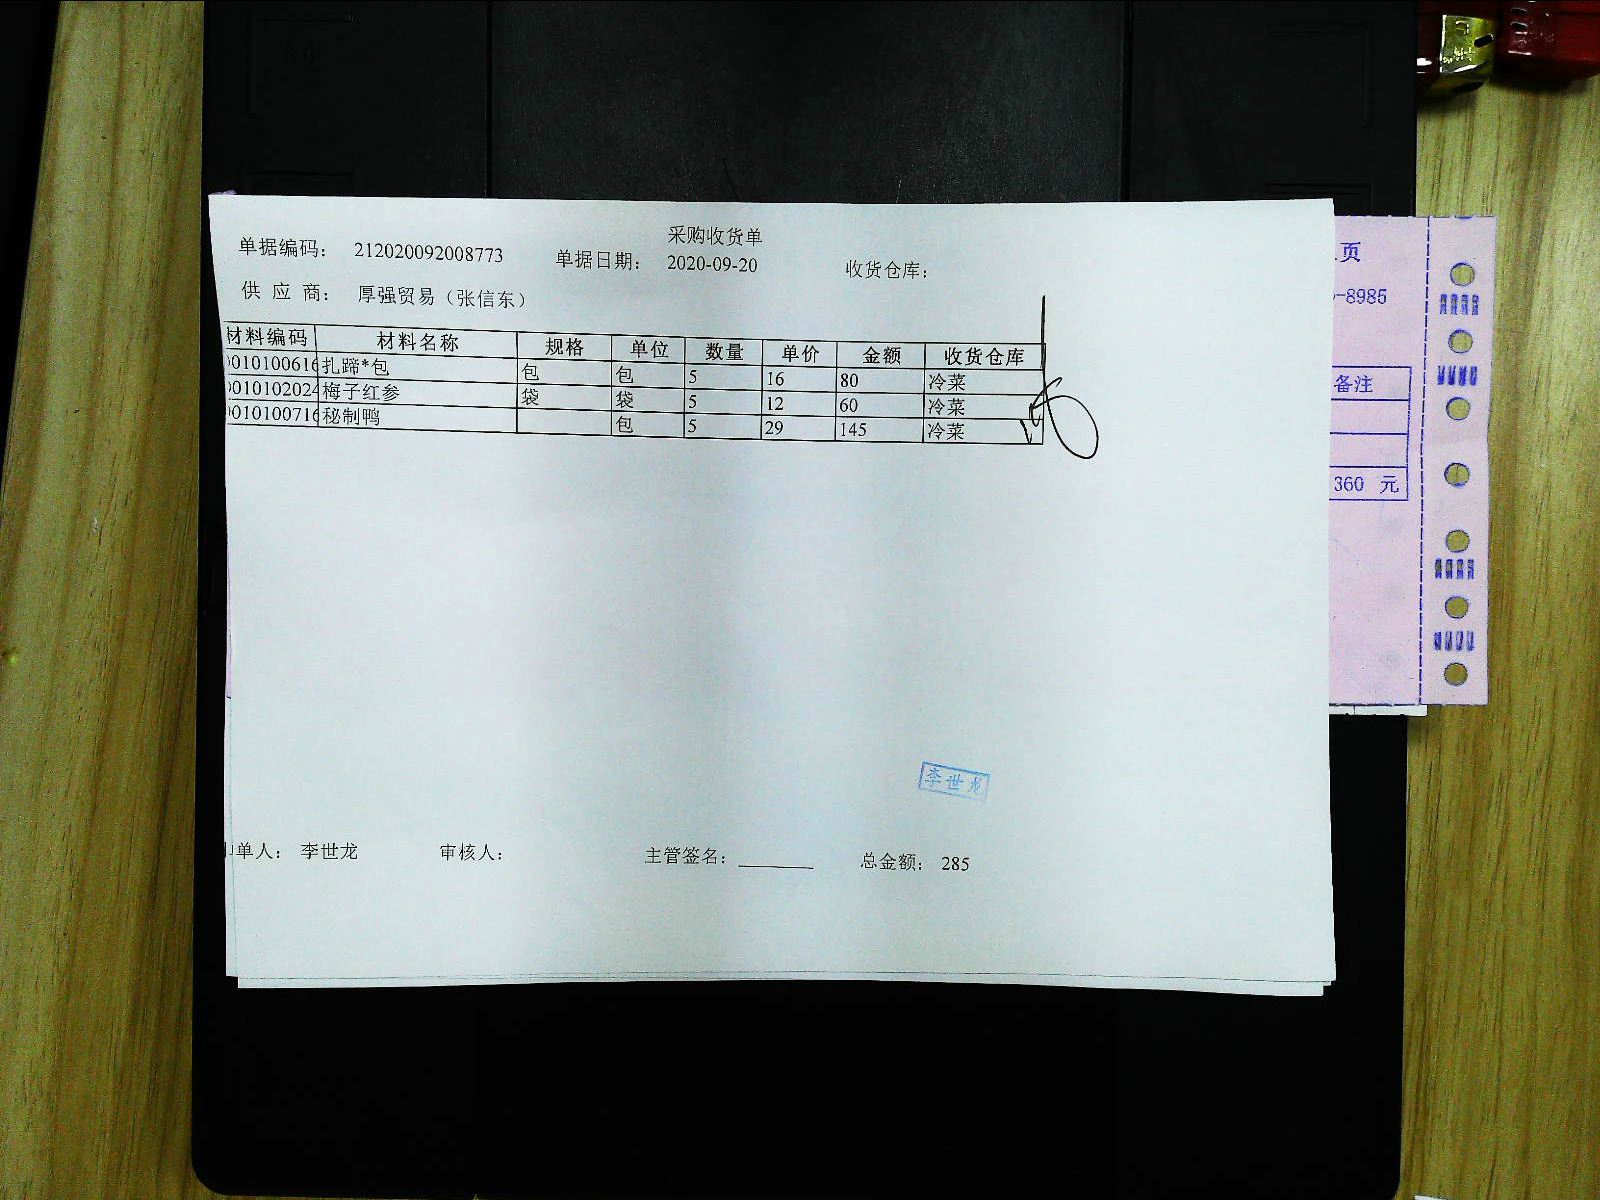 采购收货单
单据编码： 212020092008773 单据日期： 2020-09-20 收货仓库：
供 应 商： 厚强贸易（张信东）
材料编码 材料名称 规格 单位 数量 单价 金额 收货仓库
0010100616 扎蹄*包 包 包 5 16 80 冷菜
0010102024 梅子红参 袋 袋 5 12 60 冷菜
0010100716 秘制鸭 包 5 29 145 冷菜
李世龙
单人： 李世龙 审核人： 主管签名： 总金额： 285
页
-8985
备注
360 元